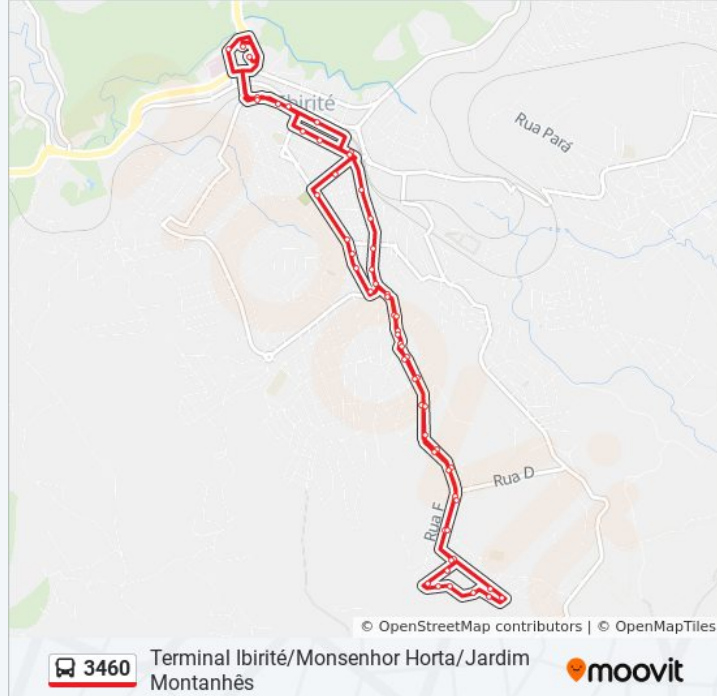 Ibirité
Rua Pará
Rua D
Rua F
© OpenStreetMap contributors | © OpenMapTiles
3460
Terminal Ibirité/Monsenhor Horta/Jardim
Montanhês
moovit